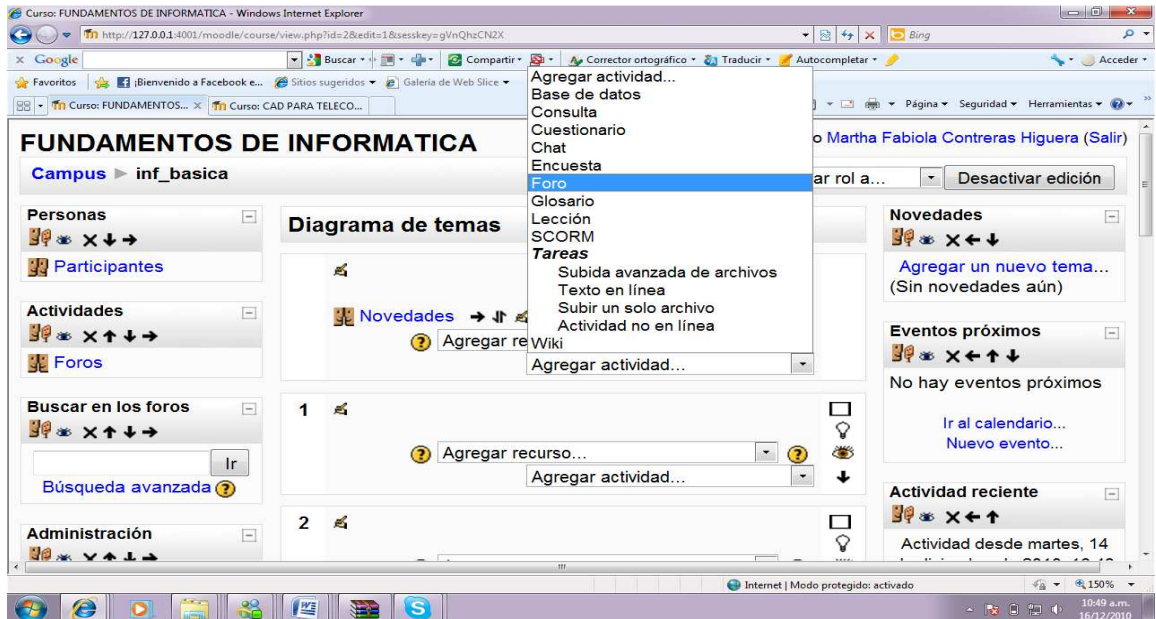 Curso: FUNDAMENTOS DE INFORMATICA - Windows Internet Explorer
http://127.0.0.1:4001/moodle/course/view.php?id=2&edit=1&sesskey=gVnQhzCN2X
Bing
Google
Buscar
Compartir
Corrector ortográfico
Traducir
Autocompletar
Acceder
Favoritos
¡Bienvenido a Facebook e...
Sitios sugeridos
Galería de Web Slice
Curso: FUNDAMENTOS...
Curso: CAD PARA TELECO...
Página
Seguridad
Herramientas
FUNDAMENTOS DE INFORMATICA
o Martha Fabiola Contreras Higuera (Salir)
Campus
inf_basica
ar rol a...
Desactivar edición
Agregar actividad...
Base de datos
Consulta
Cuestionario
Chat
Encuesta
Foro
Glosario
Lección
SCORM
Tareas
Subida avanzada de archivos
Texto en línea
Subir un solo archivo
Actividad no en línea
Wiki
Personas
Participantes
Actividades
Foros
Buscar en los foros
Ir
Búsqueda avanzada
Administración
Diagrama de temas
Novedades
Agregar re
Agregar actividad...
1
Agregar recurso...
Agregar actividad...
2
Novedades
Agregar un nuevo tema...
(Sin novedades aún)
Eventos próximos
No hay eventos próximos
Ir al calendario...
Nuevo evento...
Actividad reciente
Actividad desde martes, 14
Internet | Modo protegido: activado
150%
10:49 a.m.
16/12/2010